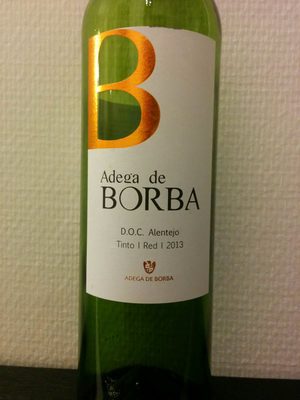 B
Adega de
BORBA
D.O.C. Alentejo
Tinto | Red | 2013
ADEGA DE BORBA